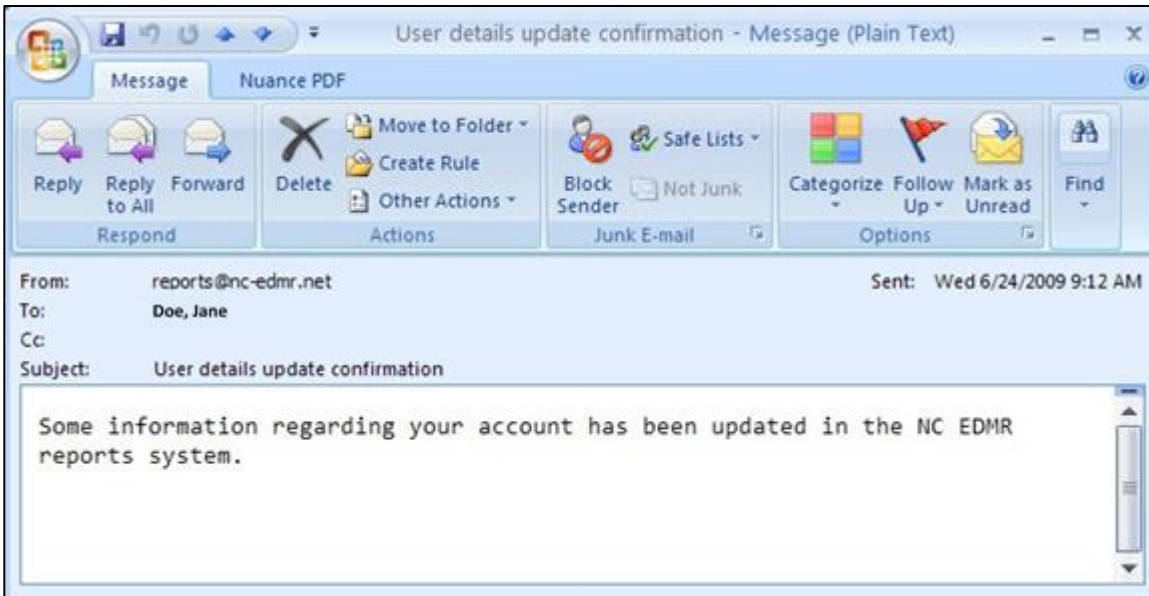 User details update confirmation - Message (Plain Text)
Message Nuance PDF
Reply
Reply to All
Forward
Delete
Move to Folder
Create Rule
Other Actions
Block Sender
Safe Lists
Not Junk
Categorize
Follow Up
Mark as Unread
Find
Respond Actions Junk E-mail Options
From: reports@nc-edmr.net Sent: Wed 6/24/2009 9:12 AM
To: Doe, Jane
Cc:
Subject: User details update confirmation
Some information regarding your account has been updated in the NC EDMR
reports system.